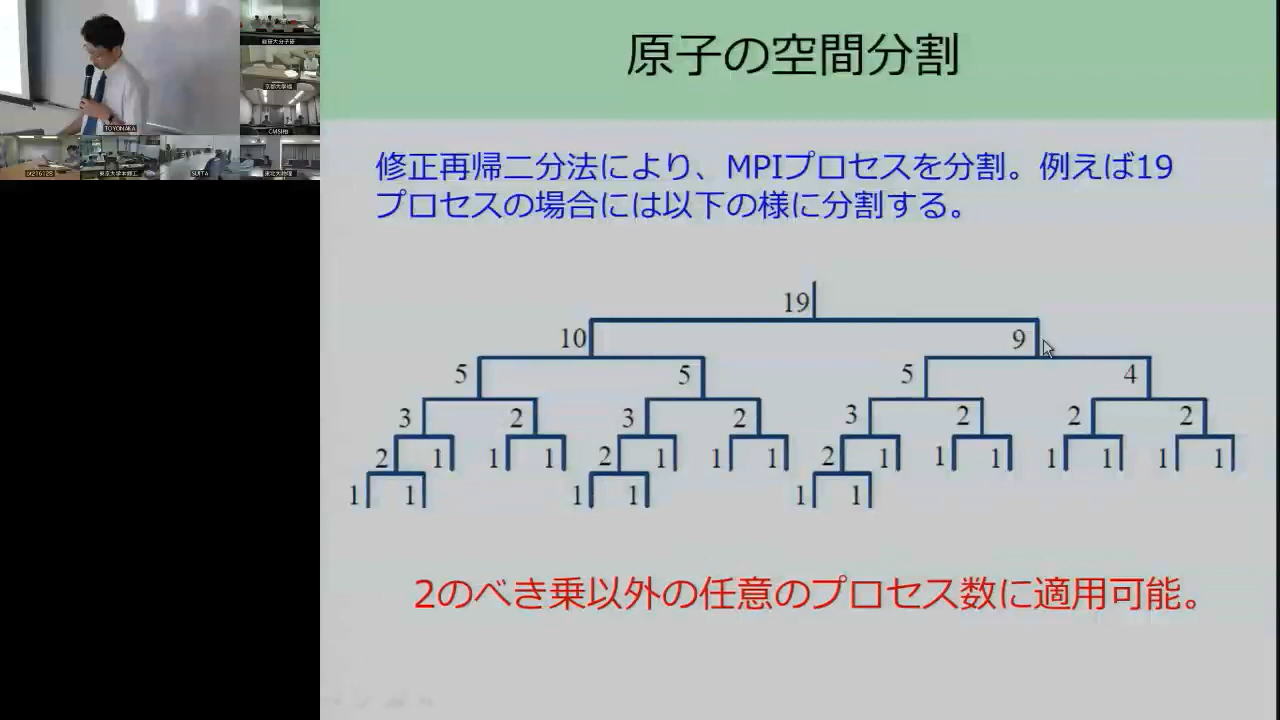 原子の空間分割
修正再帰二分法により、MPIプロセスを分割。例えば19
プロセスの場合には以下の様に分割する。
19
10 9
5 5 5 4
3 2 3 2 3 2 2 2
2 1 1 1 2 1 1 1 2 1 1 1 1 1 1 1
1 1 1 1 1 1
2のべき乗以外の任意のプロセス数に適用可能。
TOYONAKA
SUITA